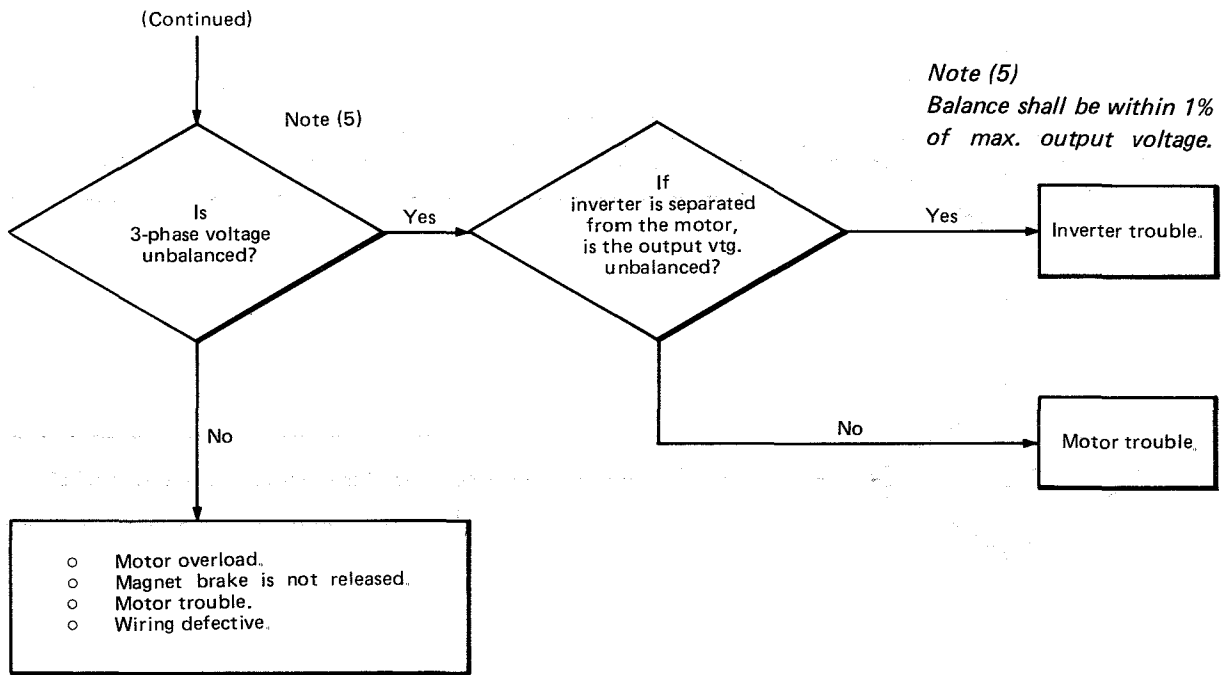 (Continued)
Note (5)
Balance shall be within 1%
of max. output voltage.
Note (5)
Is
3-phase voltage
unbalanced?
Yes
If
inverter is separated
from the motor,
is the output vtg.
unbalanced?
Yes
Inverter trouble.
No
No
Motor trouble.
○ Motor overload.
○ Magnet brake is not released.
○ Motor trouble.
○ Wiring defective.